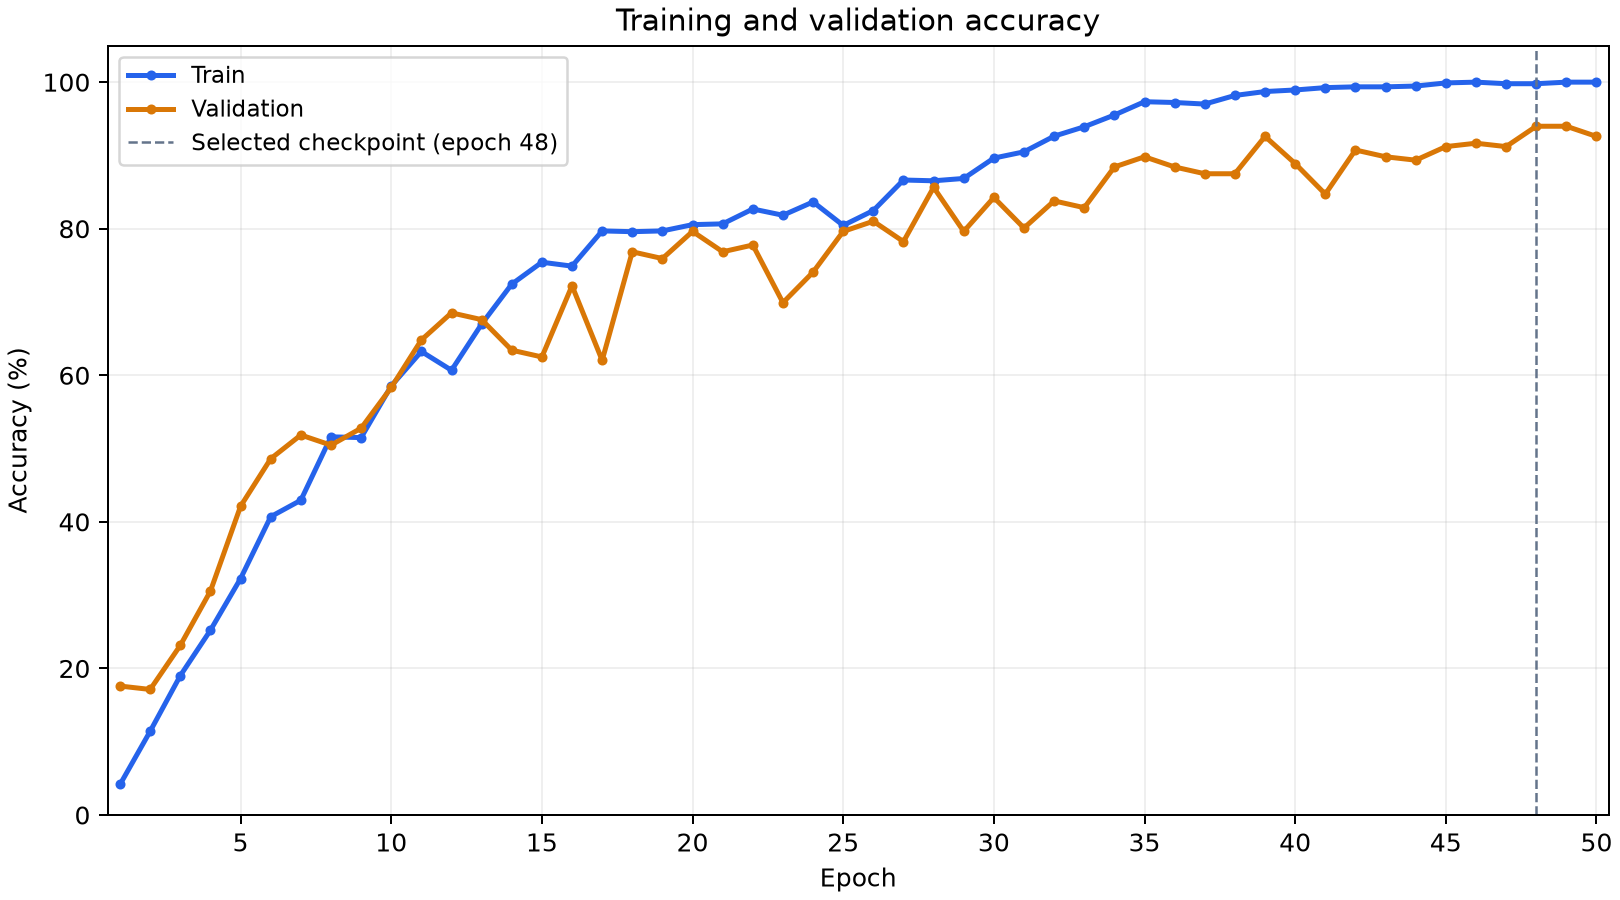 Training and validation accuracy
Train
Validation
Selected checkpoint (epoch 48)
Accuracy (%)
100
80
60
40
20
0
5 10 15 20 25 30 35 40 45 50
Epoch